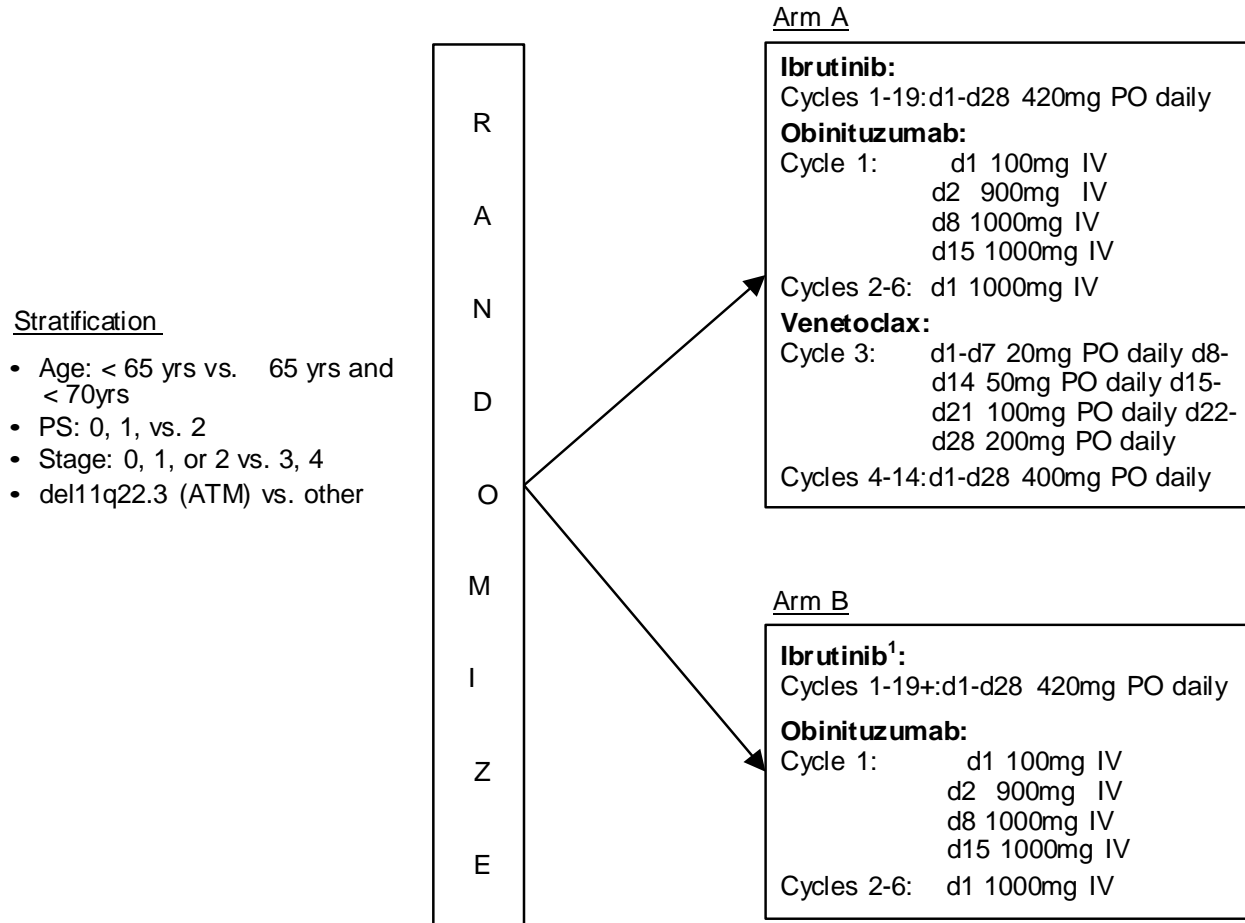 Stratification
• Age: < 65 yrs vs. 65 yrs and
< 70yrs
• PS: 0, 1, vs. 2
• Stage: 0, 1, or 2 vs. 3, 4
• del11q22.3 (ATM) vs. other
R
A
N
D
O
M
I
Z
E
Arm A
Ibrutinib:
Cycles 1-19:d1-d28 420mg PO daily
Obinituzumab:
Cycle 1: d1 100mg IV
d2 900mg IV
d8 1000mg IV
d15 1000mg IV
Cycles 2-6: d1 1000mg IV
Venetoclax:
Cycle 3: d1-d7 20mg PO daily d8-
d14 50mg PO daily d15-
d21 100mg PO daily d22-
d28 200mg PO daily
Cycles 4-14:d1-d28 400mg PO daily
Arm B
Ibrutinib¹:
Cycles 1-19+:d1-d28 420mg PO daily
Obinituzumab:
Cycle 1: d1 100mg IV
d2 900mg IV
d8 1000mg IV
d15 1000mg IV
Cycles 2-6: d1 1000mg IV